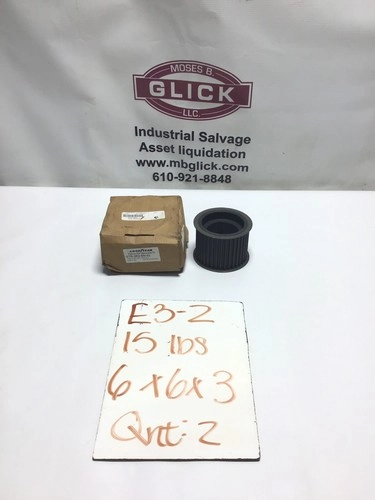 MOSES B.
GLICK
LLC.
Industrial Salvage
Asset liquidation
www.mbglick.com
610-921-8848
E3-2
15 lbs
6x6x3
Qnt: 2